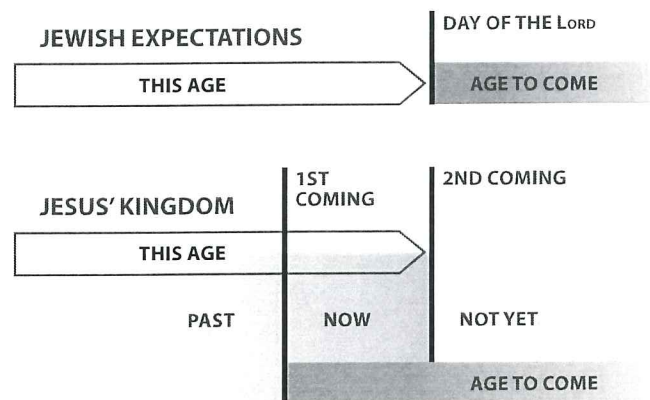 JEWISH EXPECTATIONS
DAY OF THE LORD
THIS AGE
AGE TO COME
JESUS' KINGDOM
1ST
COMING
2ND COMING
THIS AGE
PAST
NOW
NOT YET
AGE TO COME